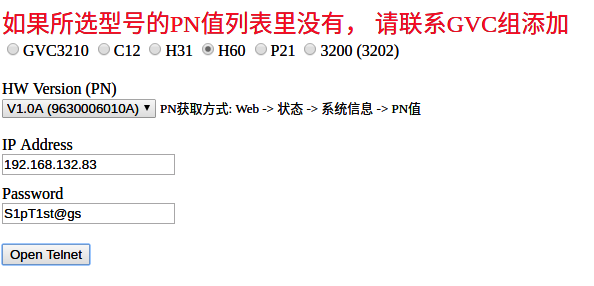 如果所选型号的PN值列表里没有， 请联系GVC组添加
GVC3210 C12 H31 H60 P21 3200 (3202)
HW Version (PN)
V1.0A (9630006010A) PN获取方式: Web -> 状态 -> 系统信息 -> PN值
IP Address
192.168.132.83
Password
S1pT1st@gs
Open Telnet